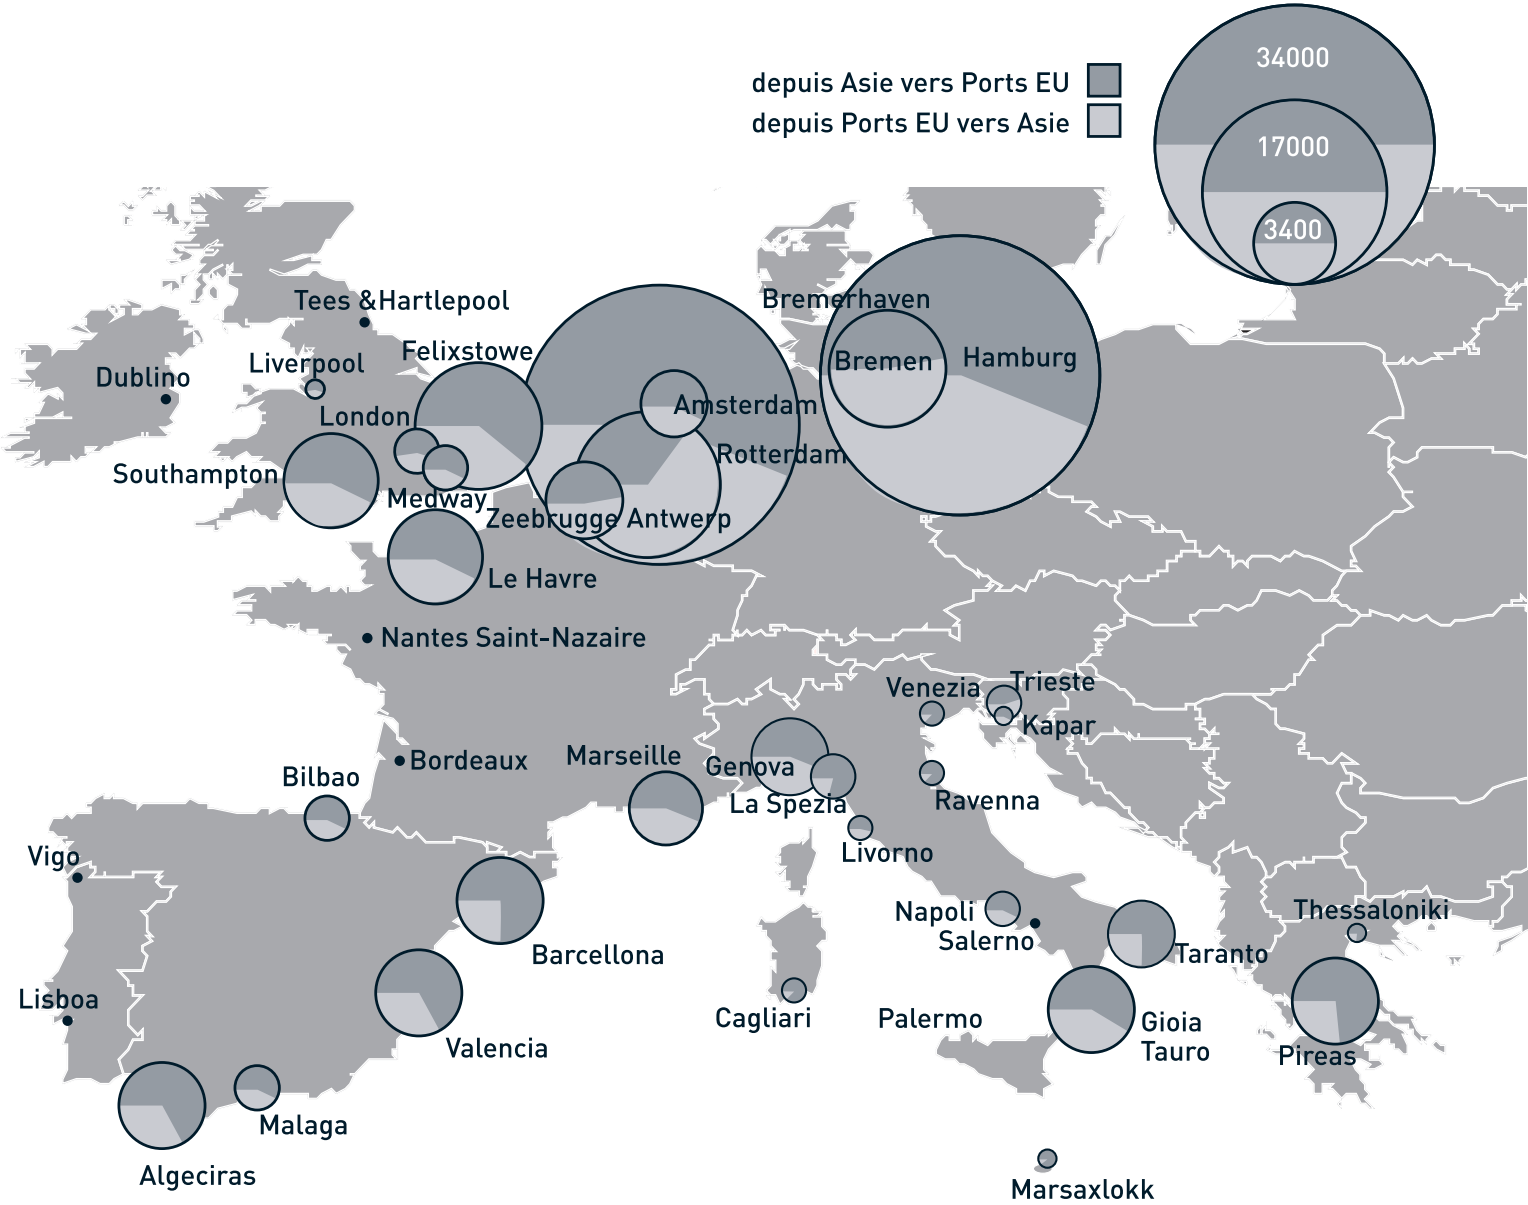 34000
depuis Asie vers Ports EU
depuis Ports EU vers Asie
17000
3400
Tees &Hartlepool
Bremerhaven
Felixstowe
Liverpool
Bremen
Hamburg
Dublino
Amsterdam
London
Rotterdam
Southampton
Medway
Zeebrugge
Antwerp
Le Havre
Nantes Saint-Nazaire
Venezia
Trieste
Kapar
Bordeaux
Marseille
Genova
Bilbao
La Spezia
Ravenna
Livorno
Vigo
Napoli
Salerno
Thessaloniki
Barcellona
Taranto
Lisboa
Cagliari
Palermo
Gioia
Tauro
Valencia
Pireas
Malaga
Algeciras
Marsaxlokk